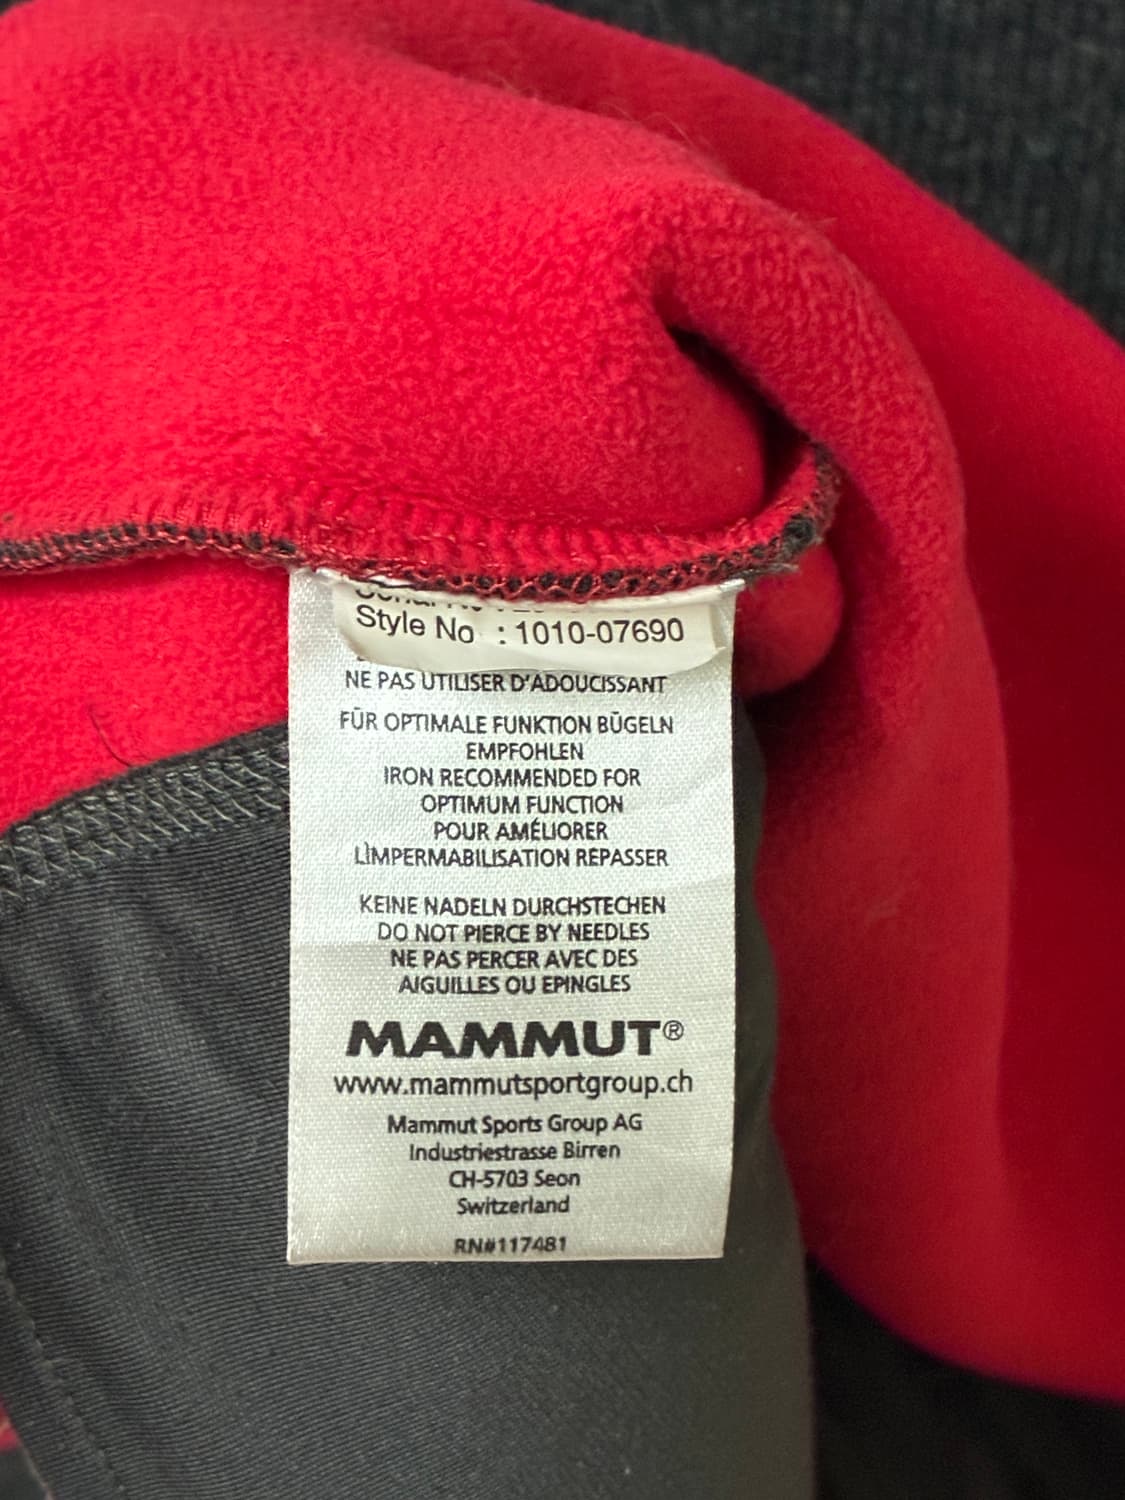 Style No : 1010-07690
NE PAS UTILISER D'ADOUCISSANT
FÜR OPTIMALE FUNKTION BÜGELN
EMPFOHLEN
IRON RECOMMENDED FOR
OPTIMUM FUNCTION
POUR AMÉLIORER
L'IMPERMABILISATION REPASSER
KEINE NADELN DURCHSTECHEN
DO NOT PIERCE BY NEEDLES
NE PAS PERCER AVEC DES
AIGUILLES OU EPINGLES
MAMMUT®
www.mammutsportgroup.ch
Mammut Sports Group AG
Industriestrasse Birren
CH-5703 Seon
Switzerland
RN#117481